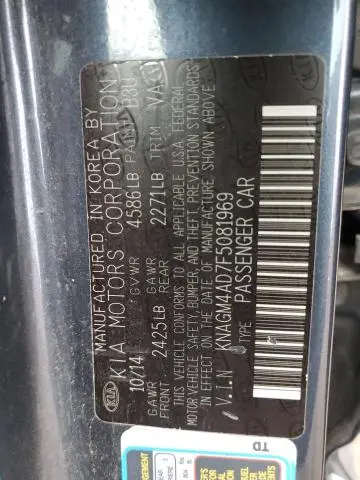 MANUFACTURED IN KOREA BY
KIA MOTORS CORPORATION
10/14 GVWR 4586LB PAINT B3U
GAWR FRONT 2425LB GAWR REAR 2271LB TRIM VA
THIS VEHICLE CONFORMS TO ALL APPLICABLE U.S.A. FEDERAL
MOTOR VEHICLE SAFETY, BUMPER, AND THEFT PREVENTION STANDARDS
IN EFFECT ON THE DATE OF MANUFACTURE SHOWN ABOVE.
V.I.N KNAGM4AD7F5081969
TYPE PASSENGER CAR
KIA
TD